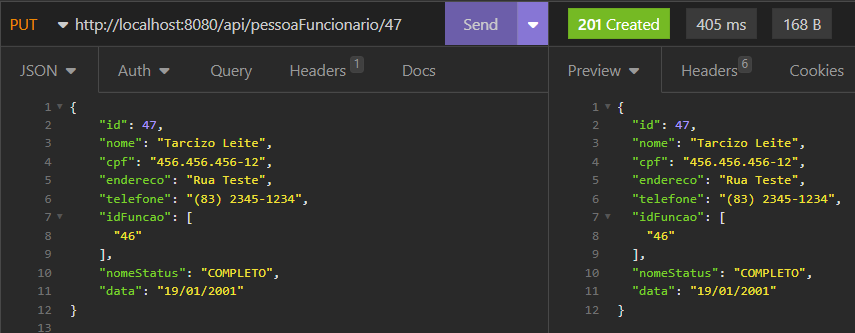 PUT http://localhost:8080/api/pessoaFuncionario/47 Send 201 Created 405 ms 168 B
JSON Auth Query Headers 1 Docs Preview Headers 6 Cookies
1 {
2 "id": 47,
3 "nome": "Tarcizo Leite",
4 "cpf": "456.456.456-12",
5 "endereco": "Rua Teste",
6 "telefone": "(83) 2345-1234",
7 "idFuncao": [
8 "46"
9 ],
10 "nomeStatus": "COMPLETO",
11 "data": "19/01/2001"
12 }
13
1 {
2 "id": 47,
3 "nome": "Tarcizo Leite",
4 "cpf": "456.456.456-12",
5 "endereco": "Rua Teste",
6 "telefone": "(83) 2345-1234",
7 "idFuncao": [
8 "46"
9 ],
10 "nomeStatus": "COMPLETO",
11 "data": "19/01/2001"
12 }